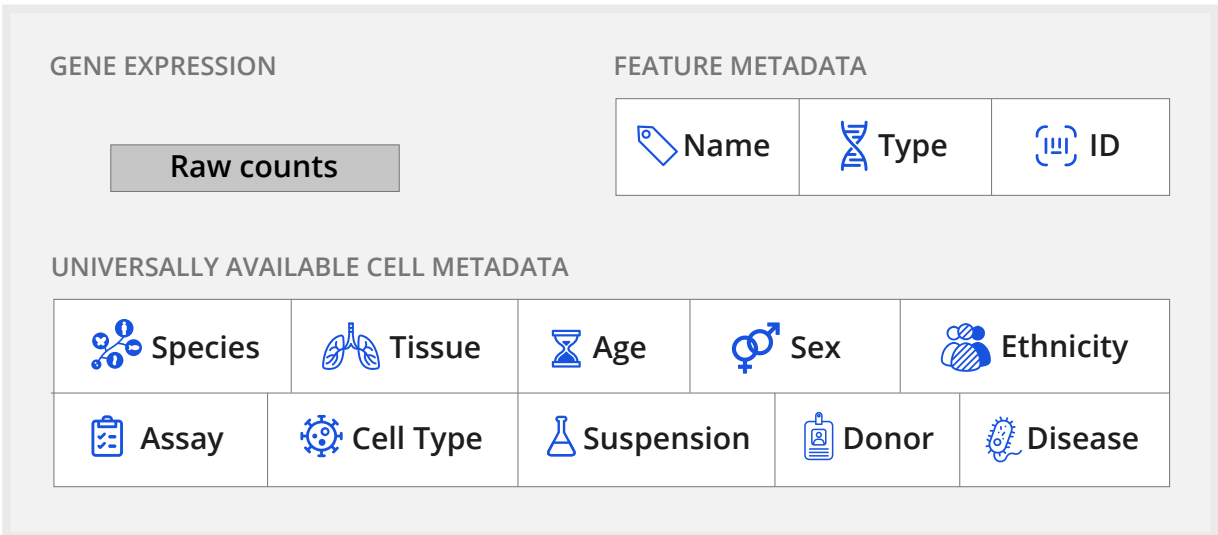 GENE EXPRESSION
FEATURE METADATA
Raw counts
Name
Type
ID
UNIVERSALLY AVAILABLE CELL METADATA
Species
Tissue
Age
Sex
Ethnicity
Assay
Cell Type
Suspension
Donor
Disease